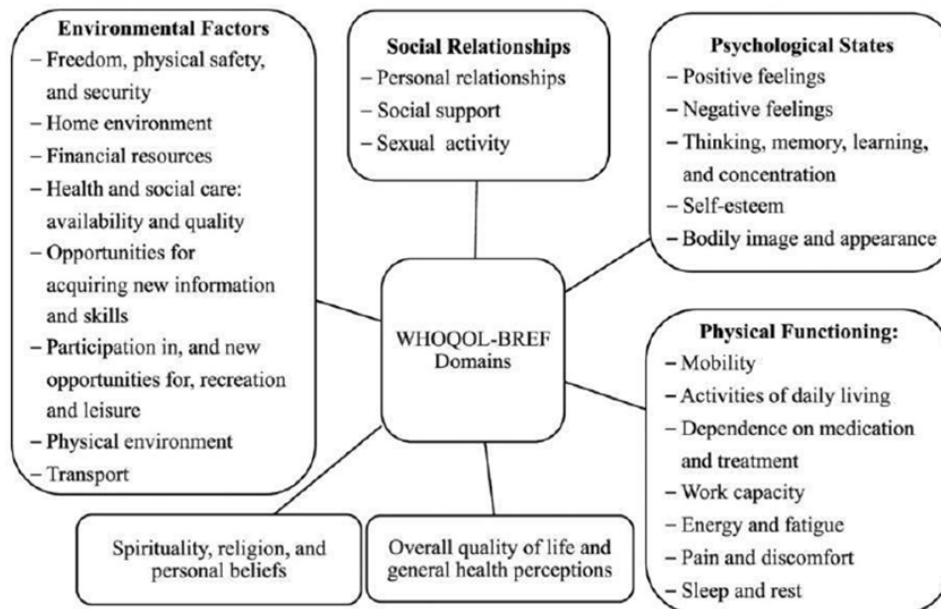 Environmental Factors
– Freedom, physical safety,
and security
– Home environment
– Financial resources
– Health and social care:
availability and quality
– Opportunities for
acquiring new information
and skills
– Participation in, and new
opportunities for, recreation
and leisure
– Physical environment
– Transport
Social Relationships
– Personal relationships
– Social support
– Sexual activity
Psychological States
– Positive feelings
– Negative feelings
– Thinking, memory, learning,
and concentration
– Self-esteem
– Bodily image and appearance
WHOQOL-BREF
Domains
Physical Functioning:
– Mobility
– Activities of daily living
– Dependence on medication
and treatment
– Work capacity
– Energy and fatigue
– Pain and discomfort
– Sleep and rest
Spirituality, religion, and
personal beliefs
Overall quality of life and
general health perceptions